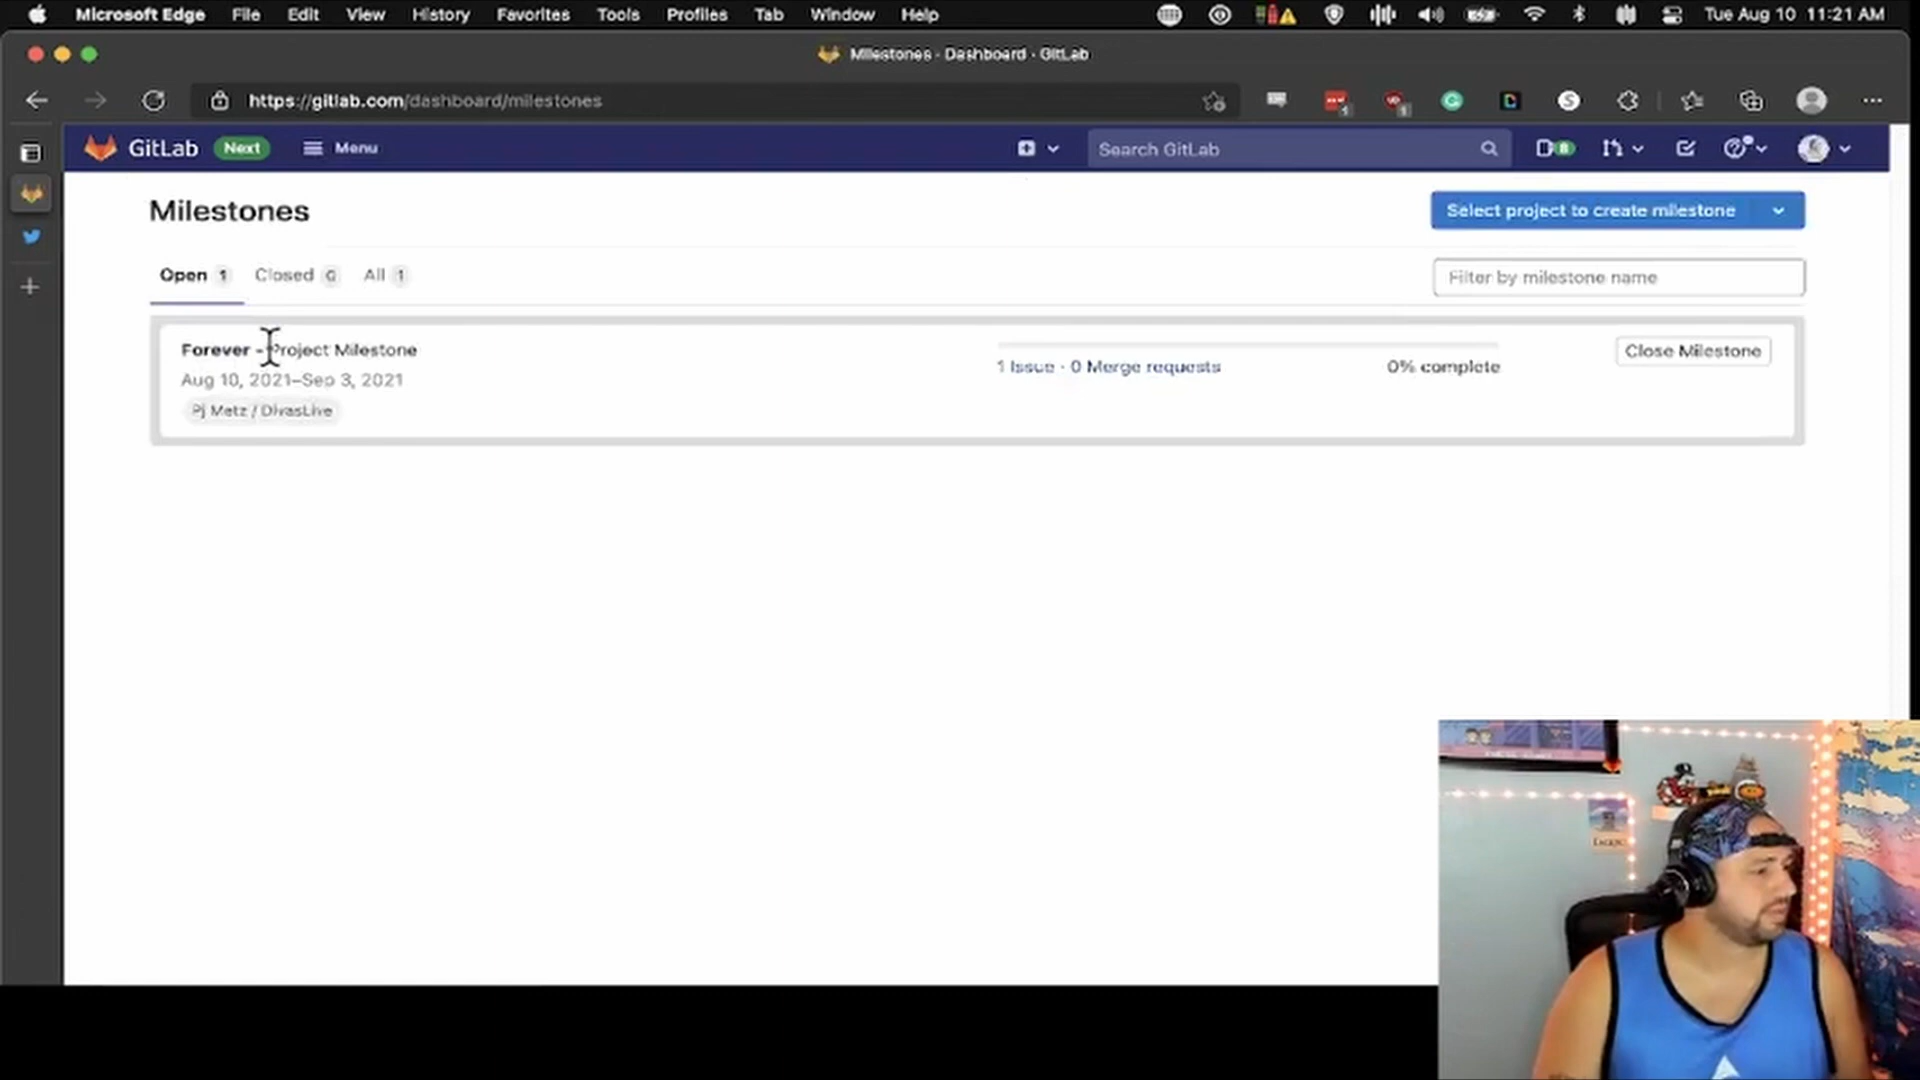 Microsoft Edge File Edit View History Favorites Tools Profiles Tab Window Help Tue Aug 10 11:21 AM
Milestones · Dashboard · GitLab
https://gitlab.com/dashboard/milestones
GitLab Next Menu Search GitLab 8
Milestones
Select project to create milestone
Open 1 Closed 0 All 1
Filter by milestone name
Forever - Project Milestone
1 Issue · 0 Merge requests
0% complete
Close Milestone
Aug 10, 2021–Sep 3, 2021
Pj Metz / DivasLive